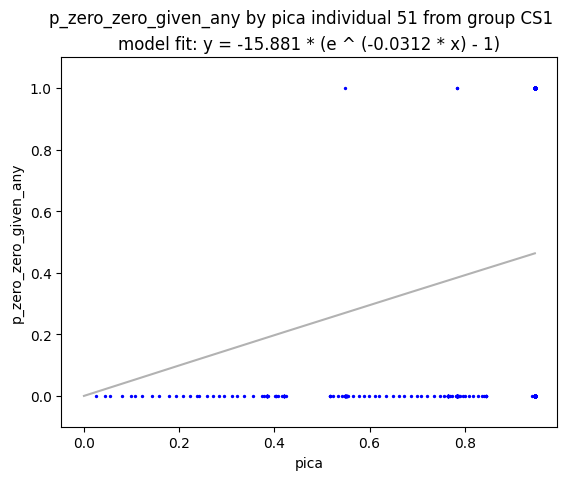 p_zero_zero_given_any by pica individual 51 from group CS1
model fit: y = -15.881 * (e ^ (-0.0312 * x) - 1)
1.0
0.8
0.6
0.4
0.2
0.0
p_zero_zero_given_any
0.0 0.2 0.4 0.6 0.8
pica